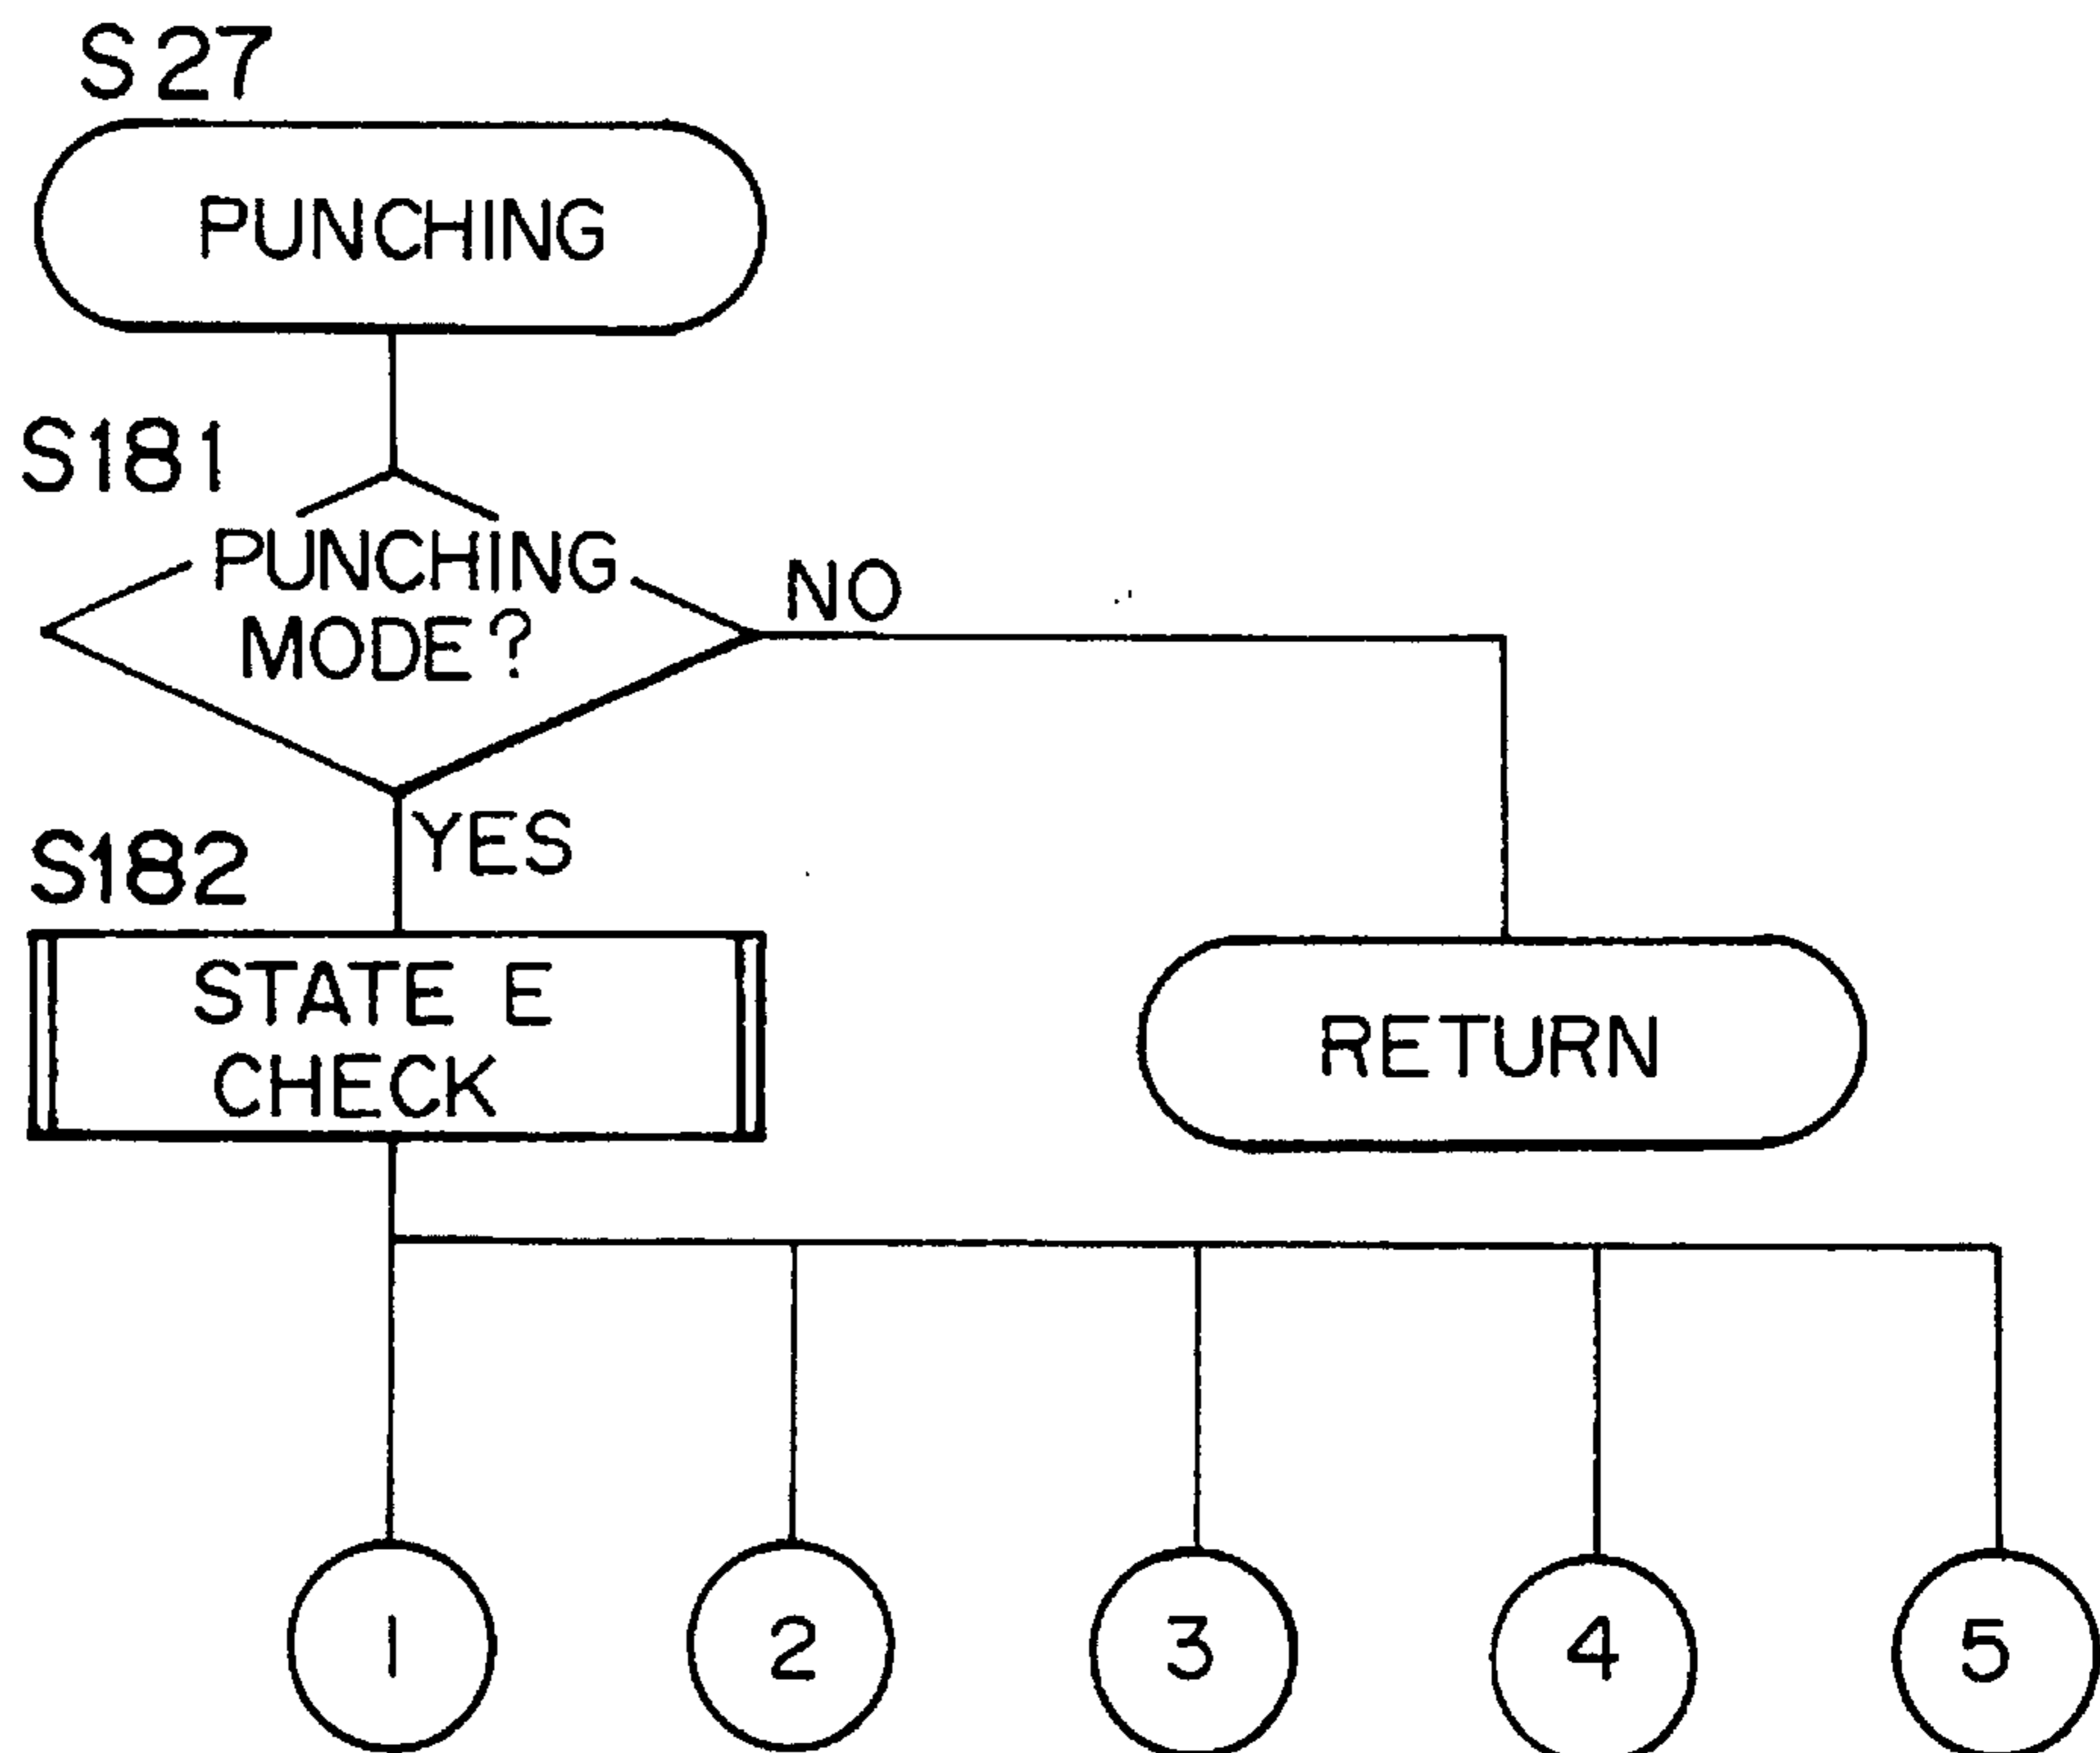 S27
PUNCHING
S181
PUNCHING
MODE?
NO
YES
S182
STATE E
CHECK
RETURN
1
2
3
4
5